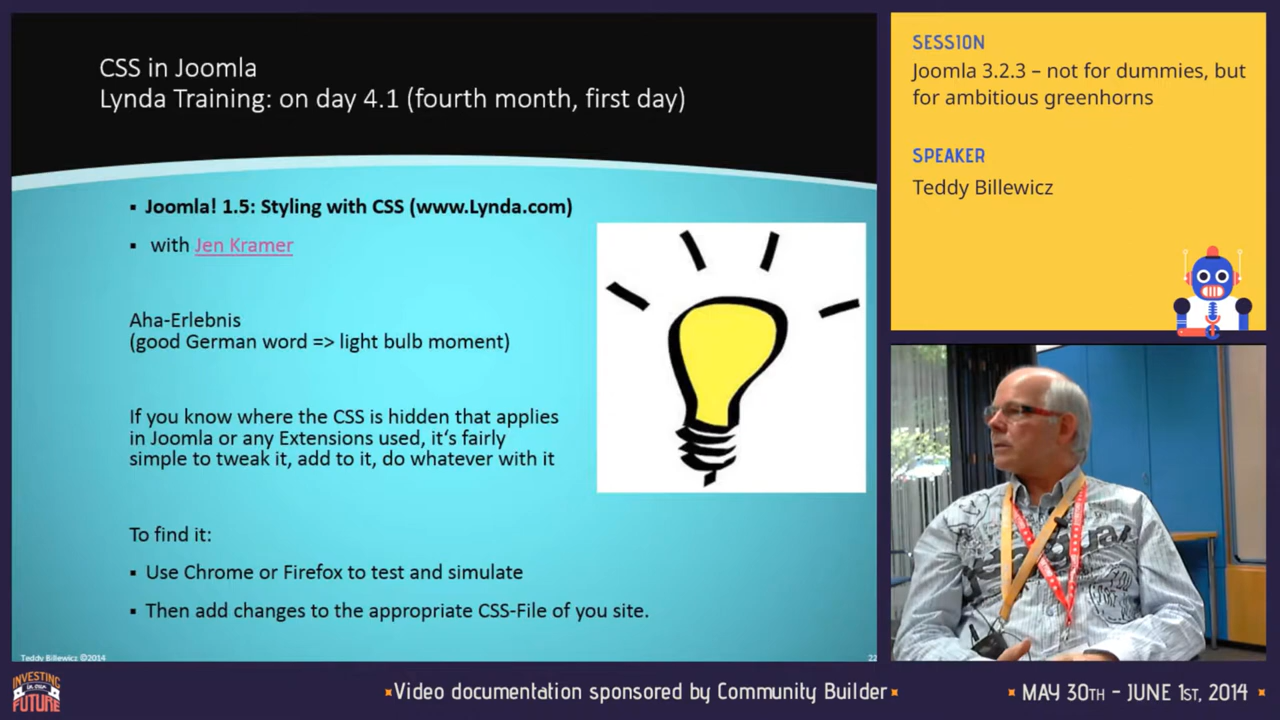 CSS in Joomla
Lynda Training: on day 4.1 (fourth month, first day)
▪ Joomla! 1.5: Styling with CSS (www.Lynda.com)
▪ with Jen Kramer
Aha-Erlebnis
(good German word => light bulb moment)
If you know where the CSS is hidden that applies
in Joomla or any Extensions used, it‘s fairly
simple to tweak it, add to it, do whatever with it
To find it:
▪ Use Chrome or Firefox to test and simulate
▪ Then add changes to the appropriate CSS-File of you site.
Teddy Billewicz ©2014
22
SESSION
Joomla 3.2.3 – not for dummies, but
for ambitious greenhorns
SPEAKER
Teddy Billewicz
INVESTING
in our
FUTURE
Video documentation sponsored by Community Builder
MAY 30TH - JUNE 1ST, 2014